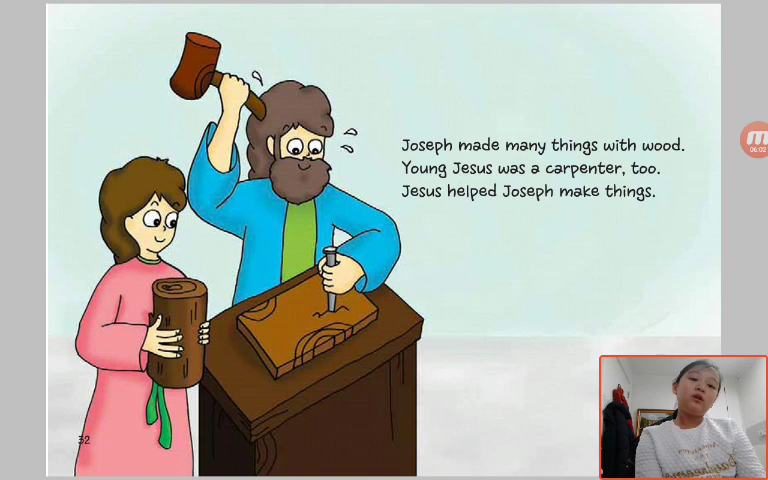 Joseph made many things with wood.
Young Jesus was a carpenter, too.
Jesus helped Joseph make things.
32
06:02